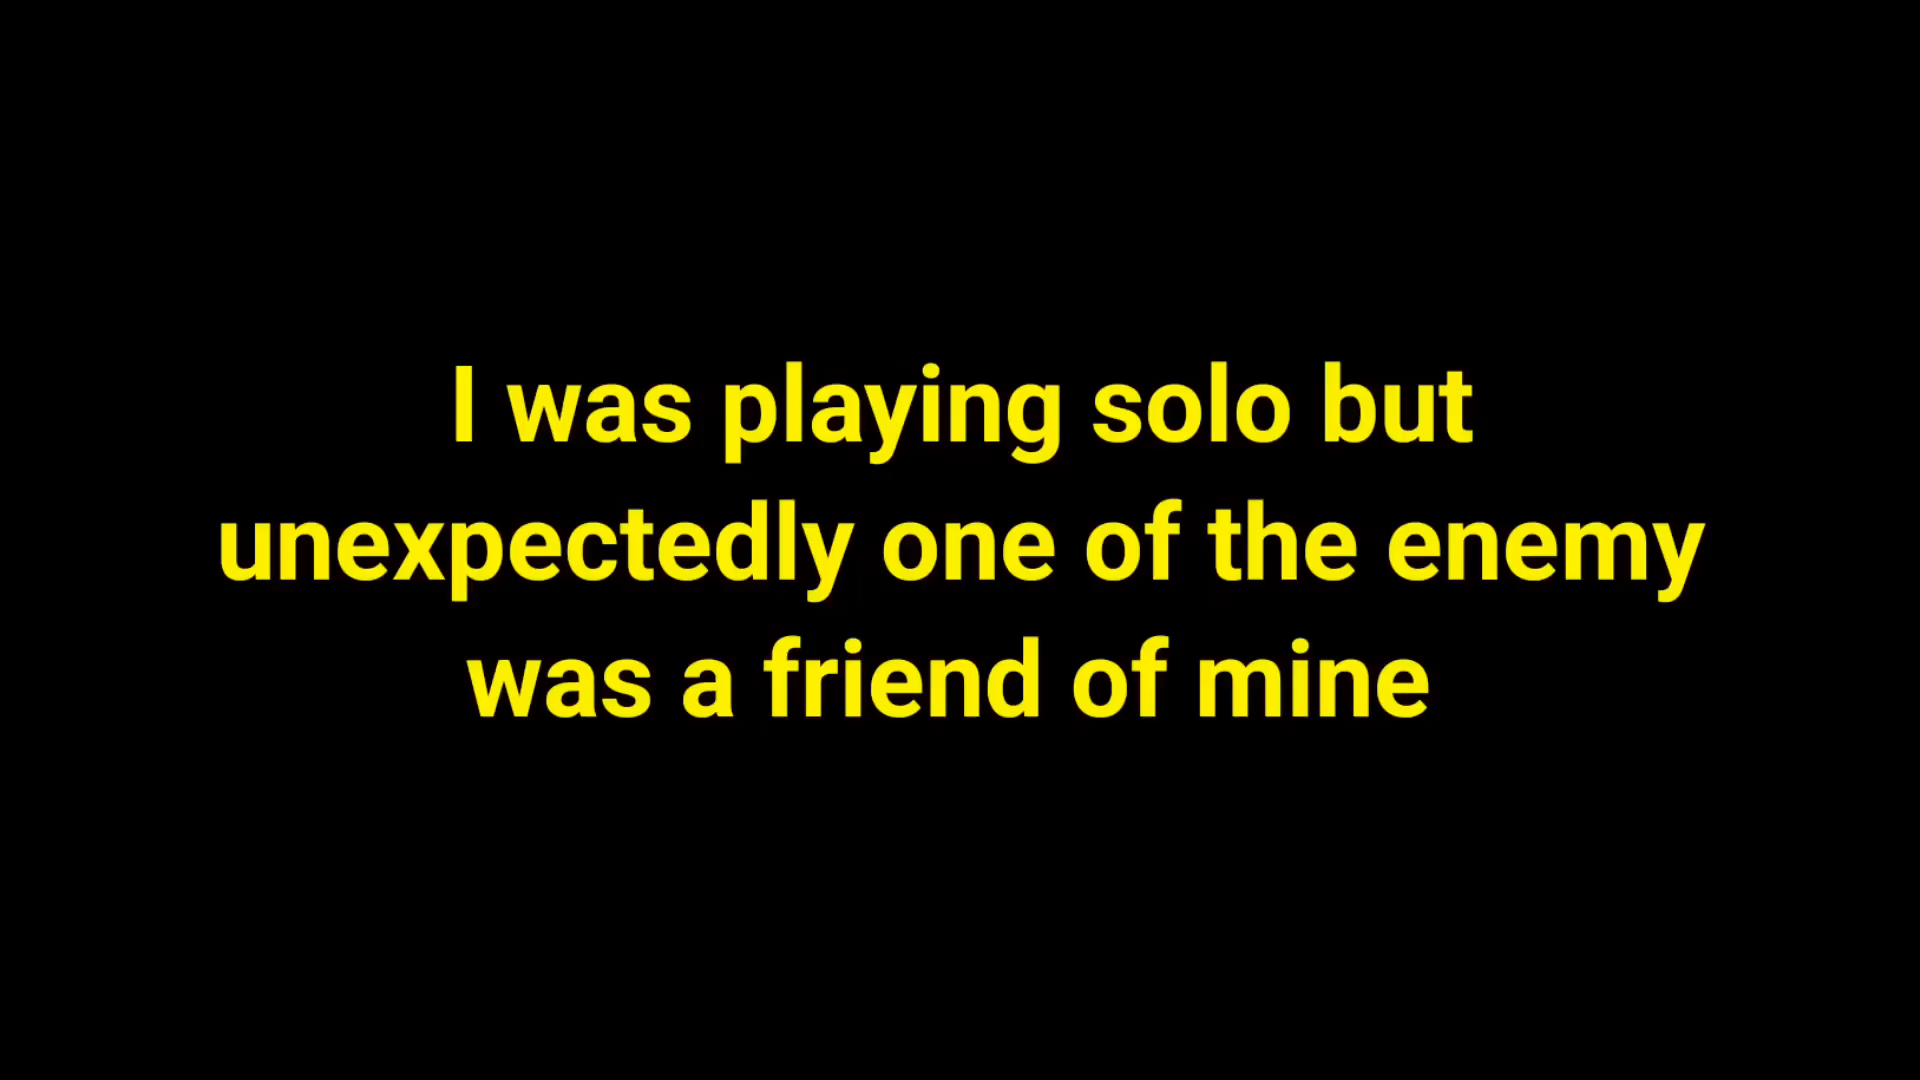 I was playing solo but
unexpectedly one of the enemy
was a friend of mine